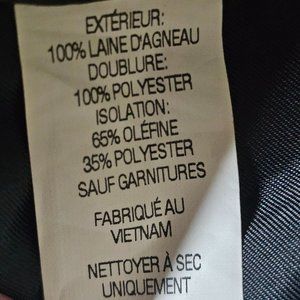 EXTÉRIEUR:
100% LAINE D'AGNEAU
DOUBLURE:
100% POLYESTER
ISOLATION:
65% OLÉFINE
35% POLYESTER
SAUF GARNITURES
FABRIQUÉ AU
VIETNAM
NETTOYER À SEC
UNIQUEMENT